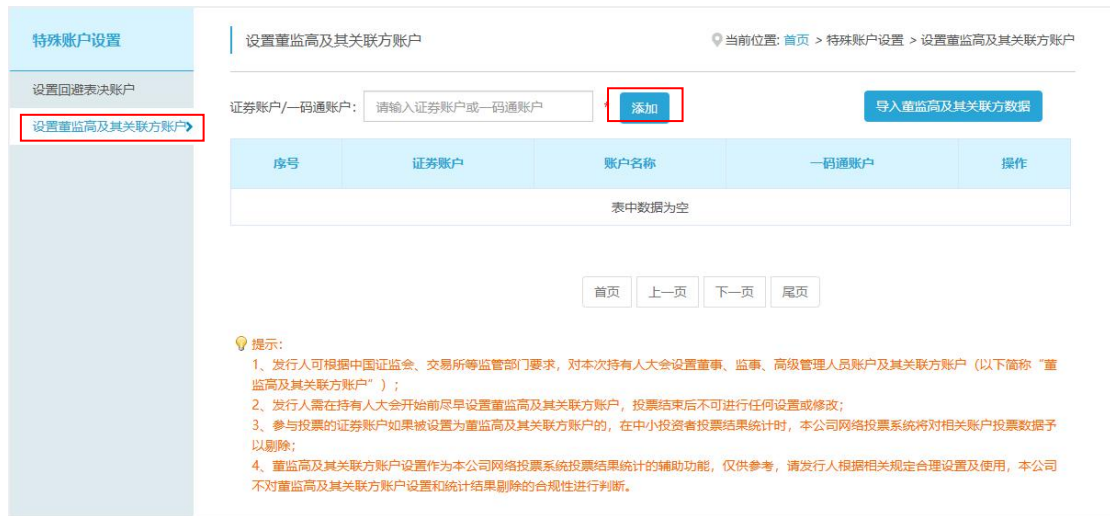 特殊账户设置
设置董监高及其关联方账户
当前位置: 首页 > 特殊账户设置 > 设置董监高及其关联方账户
设置回避表决账户
设置董监高及其关联方账户
证券账户/一码通账户: 请输入证券账户或一码通账户 * 添加 导入董监高及其关联方数据
序号 证券账户 账户名称 一码通账户 操作
表中数据为空
首页 上一页 下一页 尾页
提示:
1、发行人可根据中国证监会、交易所等监管部门要求，对本次持有人大会设置董事、监事、高级管理人员账户及其关联方账户（以下简称“董
监高及其关联方账户”）;
2、发行人需在持有人大会开始前尽早设置董监高及其关联方账户，投票结束后不可进行任何设置或修改;
3、参与投票的证券账户如果被设置为董监高及其关联方账户的，在中小投资者投票结果统计时，本公司网络投票系统将对相关账户投票数据予
以剔除;
4、董监高及其关联方账户设置作为本公司网络投票系统投票结果统计的辅助功能，仅供参考，请发行人根据相关规定合理设置及使用，本公司
不对董监高及其关联方账户设置和统计结果剔除的合规性进行判断。